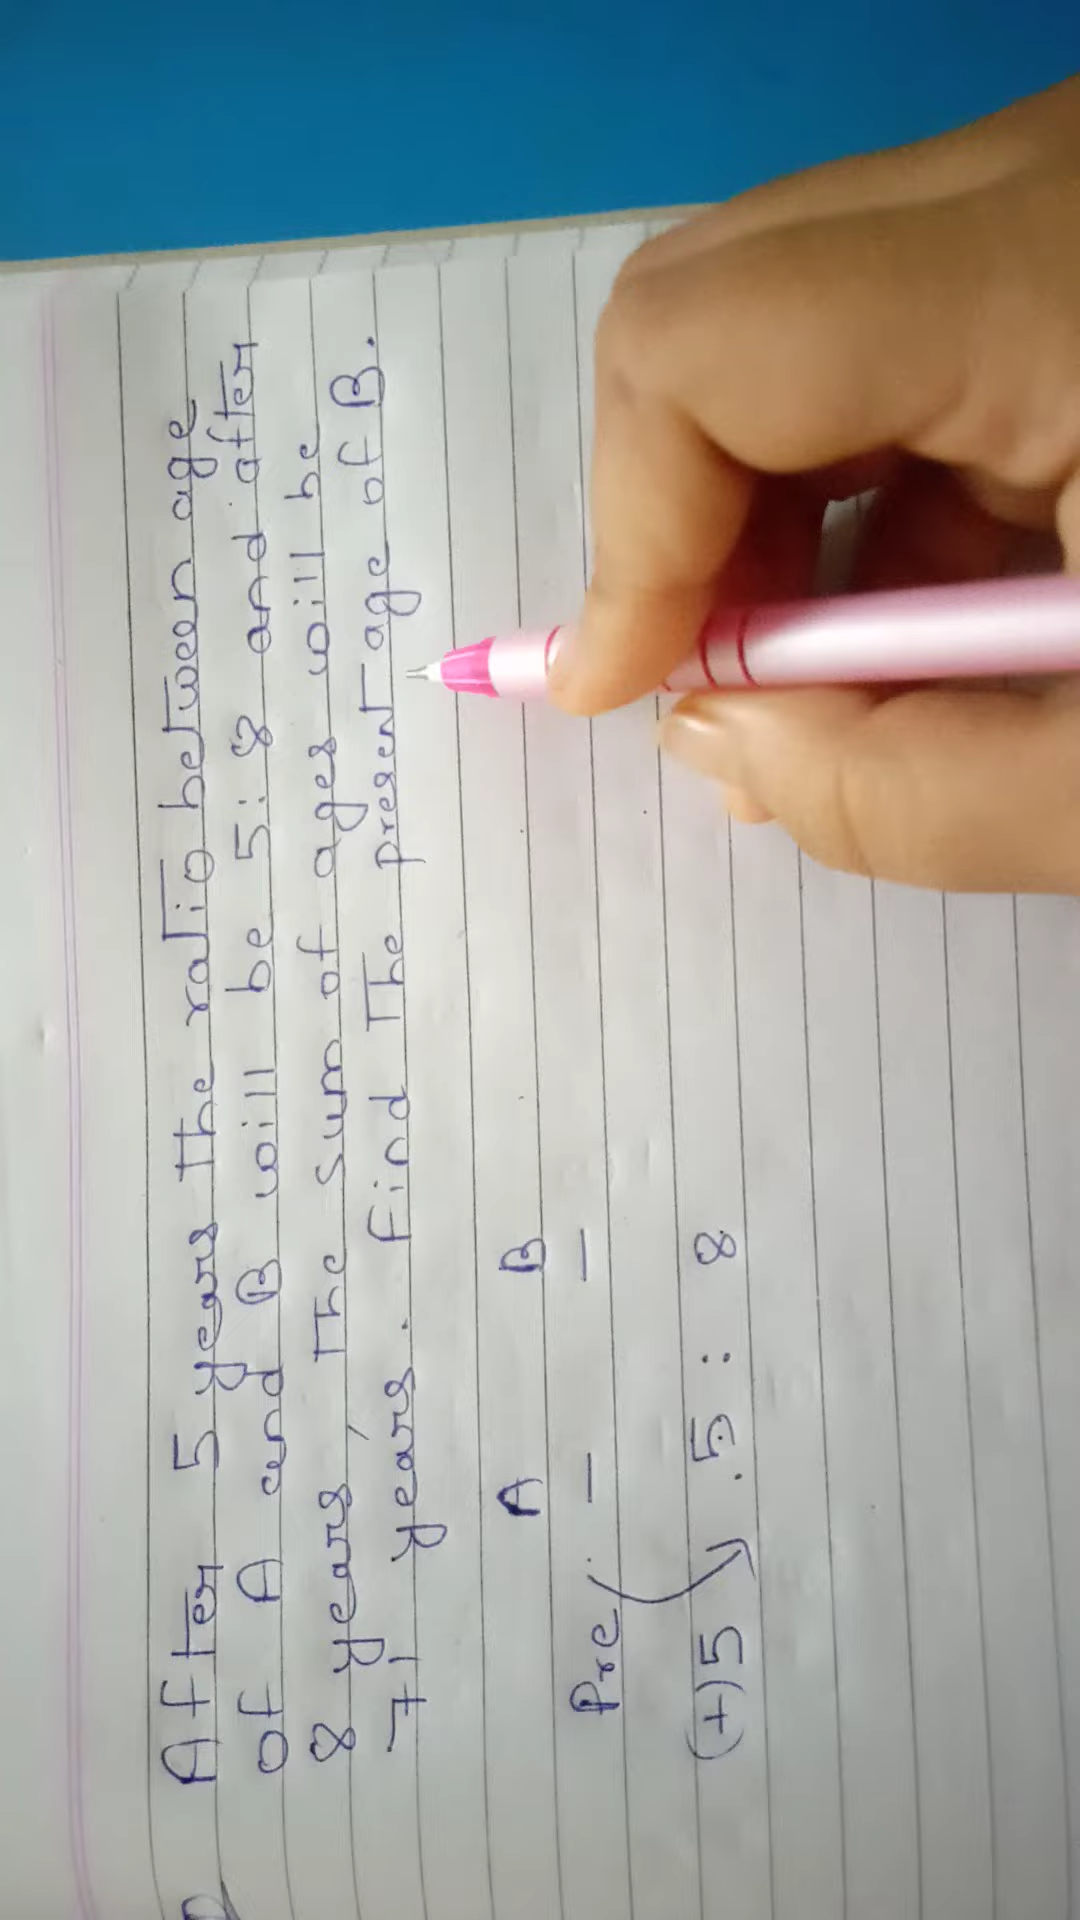 After 5 years the ratio between age
of A and B will be 5:8 and after
8 years, the sum of ages will be
71 years. Find the present age of B.
A B
Pre - -
(+)5 5 : 8